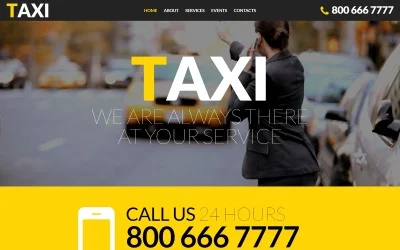 TAXI
HOME ABOUT SERVICES EVENTS CONTACTS
800 666 7777
TAXI
WE ARE ALWAYS THERE
AT YOUR SERVICE
CALL US 24 HOURS
800 666 7777